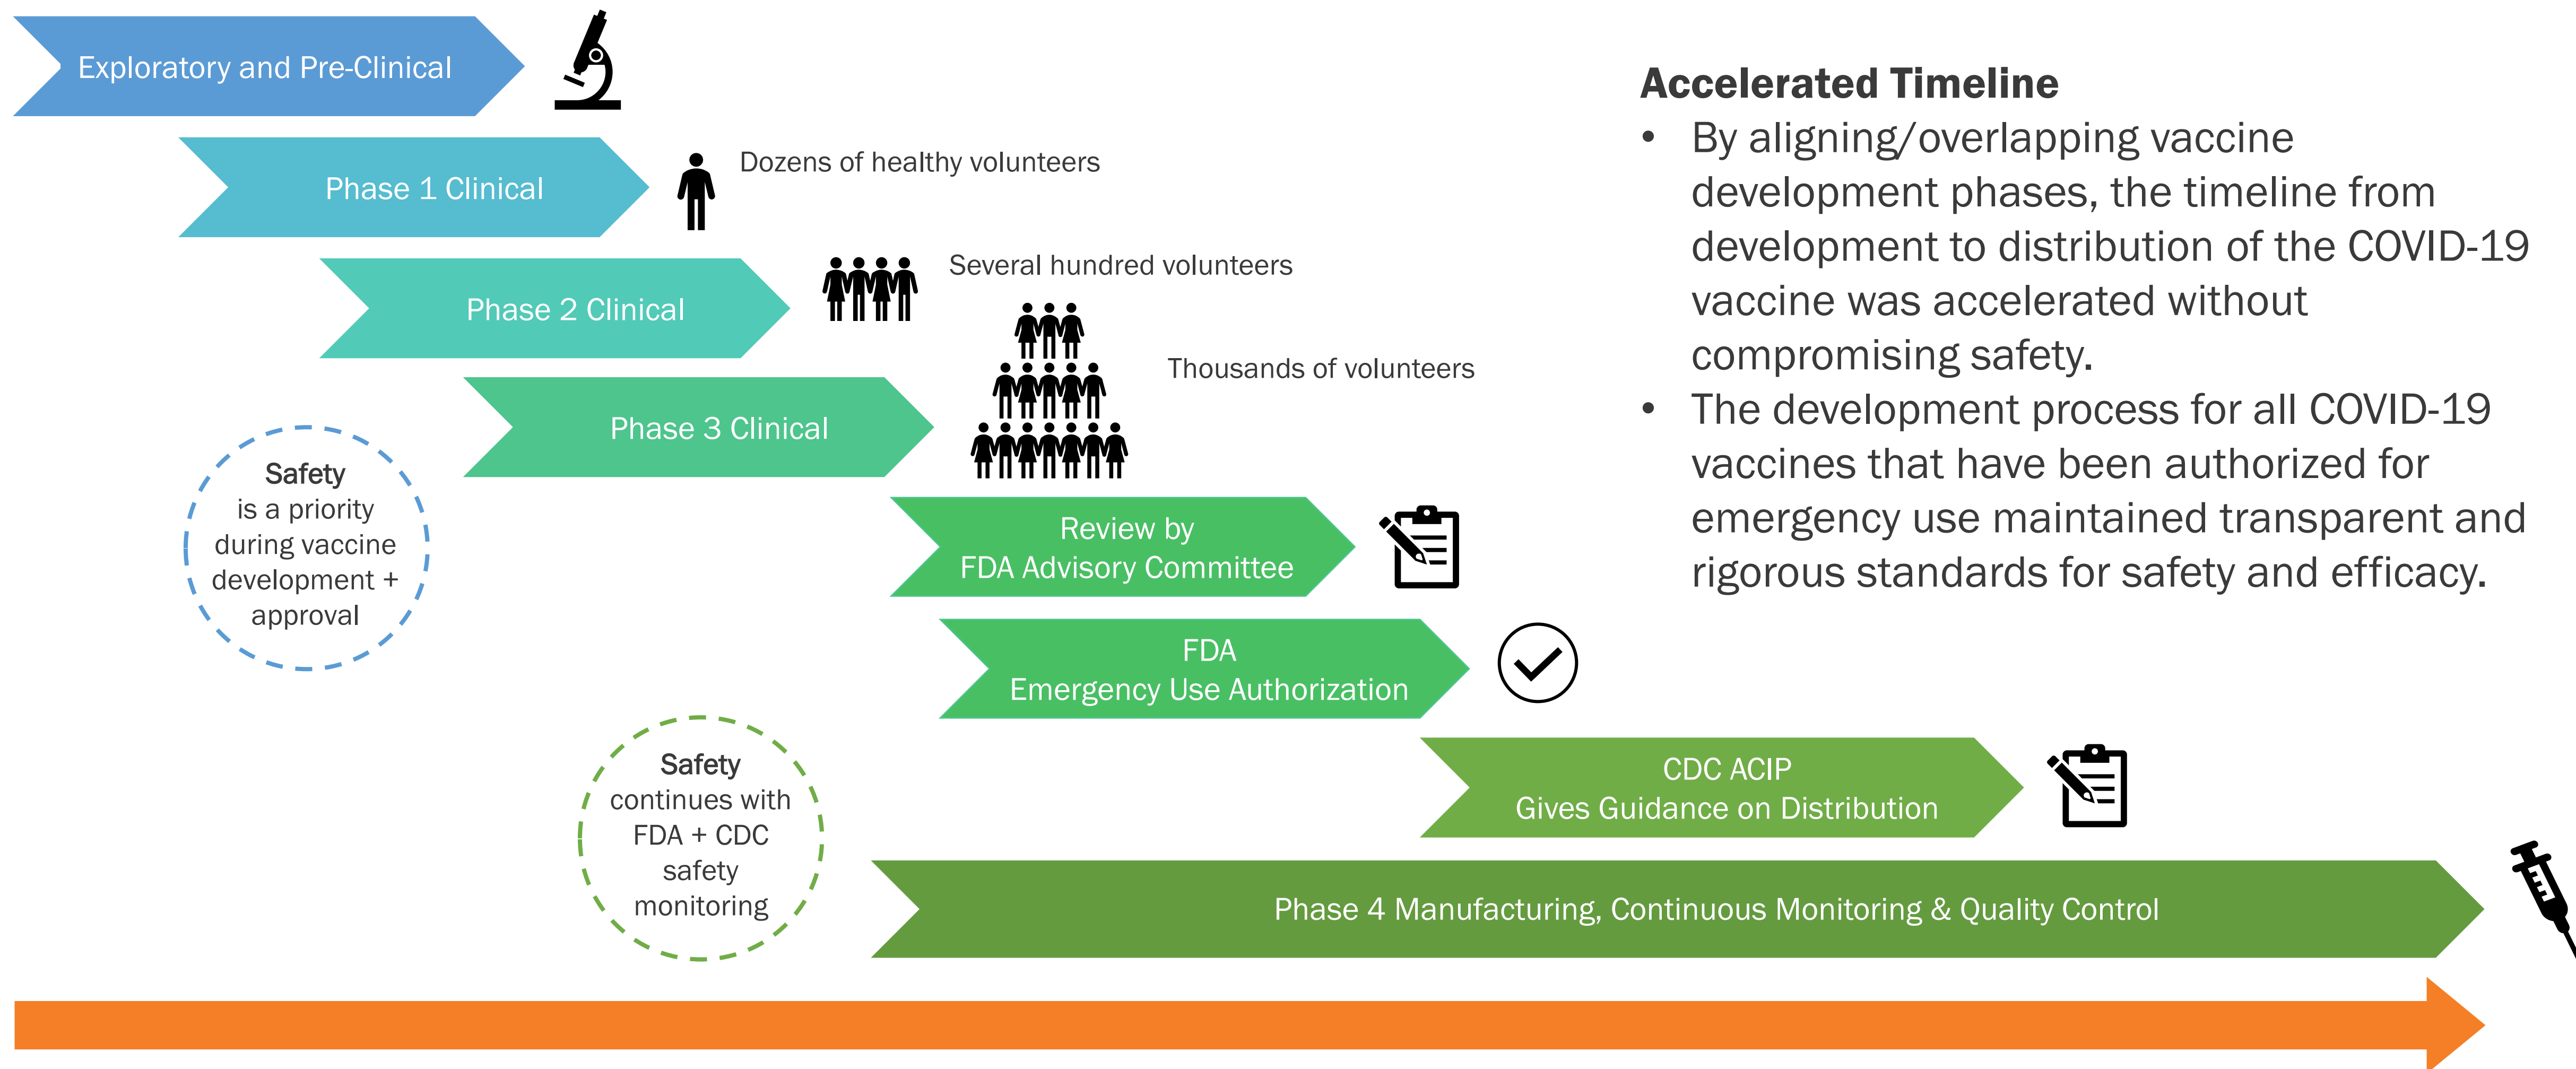 Exploratory and Pre-Clinical
Phase 1 Clinical
Dozens of healthy volunteers
Phase 2 Clinical
Several hundred volunteers
Phase 3 Clinical
Thousands of volunteers
Safety
is a priority
during vaccine
development +
approval
Review by
FDA Advisory Committee
FDA
Emergency Use Authorization
Safety
continues with
FDA + CDC
safety
monitoring
CDC ACIP
Gives Guidance on Distribution
Phase 4 Manufacturing, Continuous Monitoring & Quality Control
Accelerated Timeline
• By aligning/overlapping vaccine
development phases, the timeline from
development to distribution of the COVID-19
vaccine was accelerated without
compromising safety.
• The development process for all COVID-19
vaccines that have been authorized for
emergency use maintained transparent and
rigorous standards for safety and efficacy.